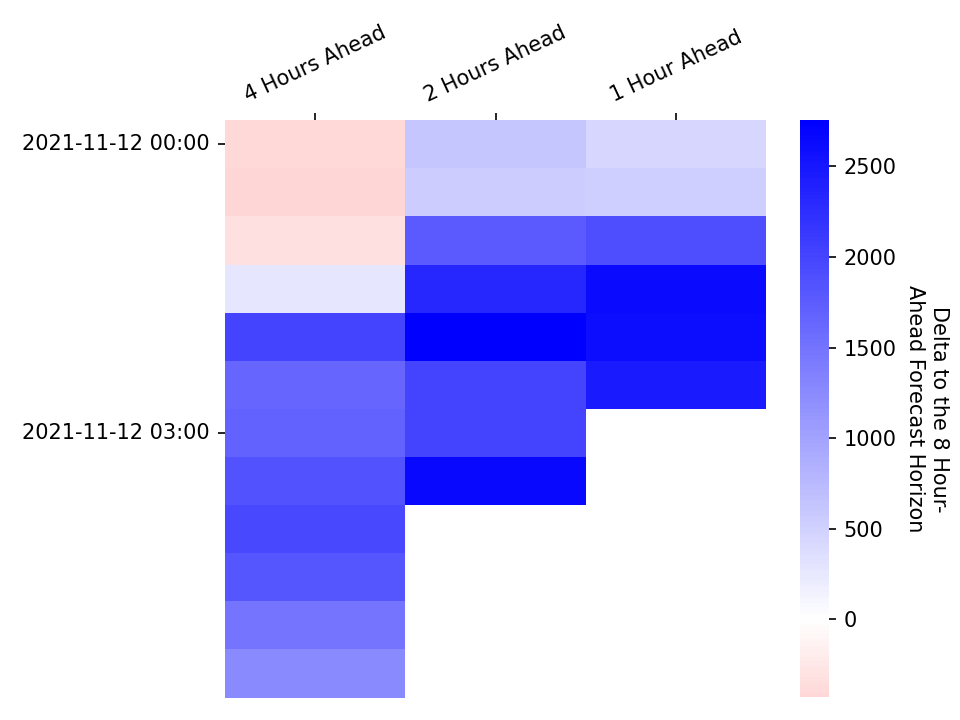 4 Hours Ahead
2 Hours Ahead
1 Hour Ahead
2021-11-12 00:00
2021-11-12 03:00
2500
2000
1500
1000
500
0
Delta to the 8 Hour-
Ahead Forecast Horizon